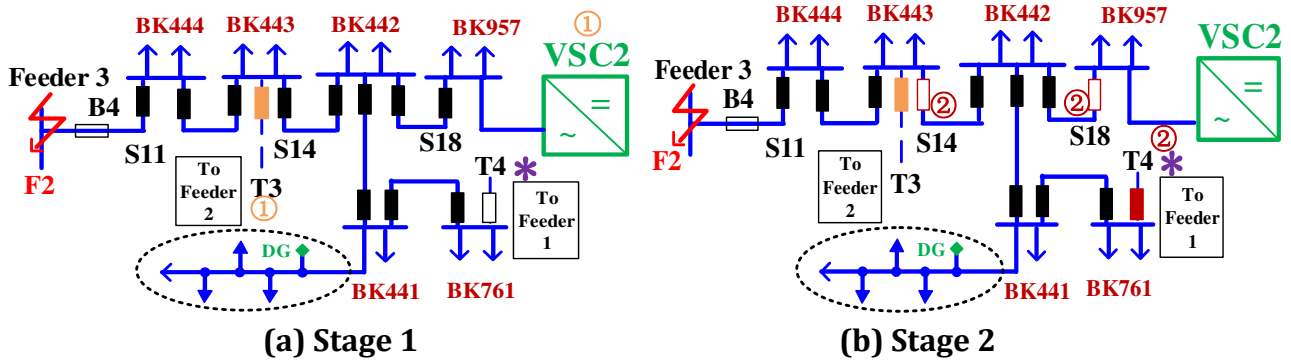 BK444
BK443
BK442
BK957
①
VSC2
Feeder 3
B4
=
~
S11
S14
S18
F2
To
Feeder
2
T3
①
T4
*
To
Feeder
1
DG
BK441
BK761
(a) Stage 1
BK444
BK443
BK442
BK957
VSC2
Feeder 3
B4
②
②
=
~
S11
S14
S18
②
F2
To
Feeder
2
T3
T4
*
To
Feeder
1
DG
BK441
BK761
(b) Stage 2